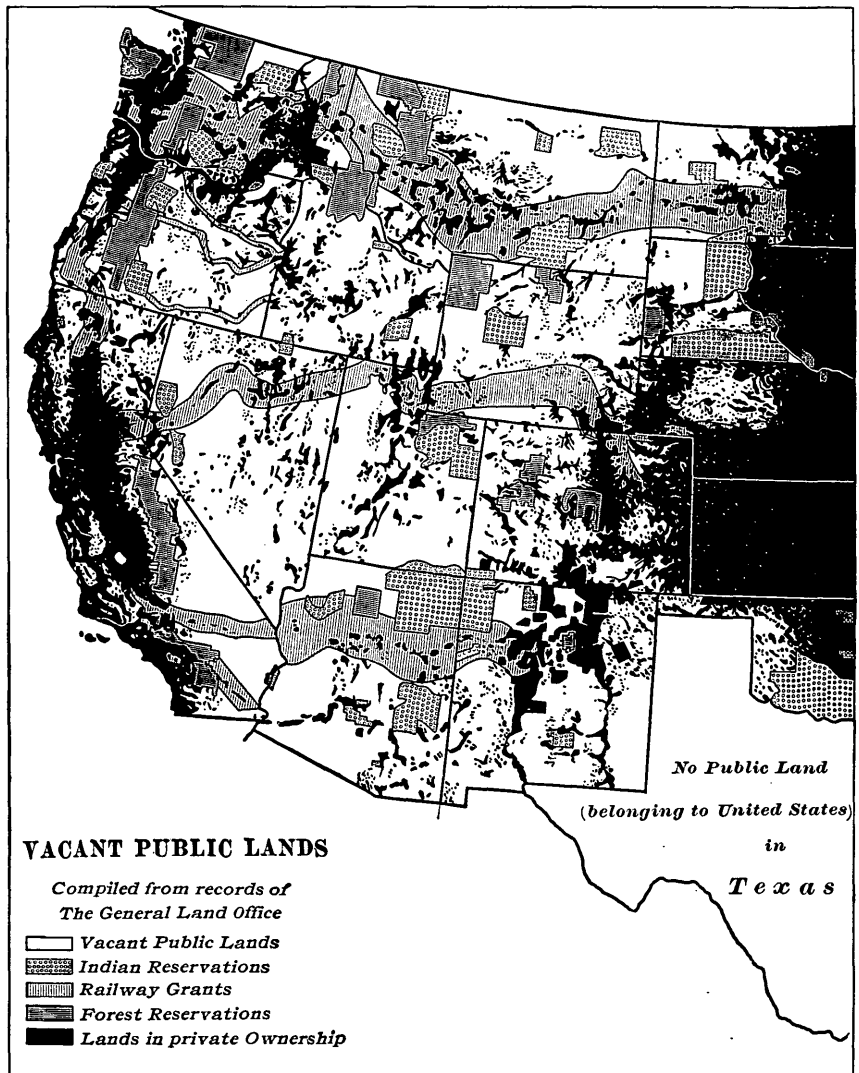 No Public Land
(belonging to United States)
in
Texas
VACANT PUBLIC LANDS
Compiled from records of
The General Land Office
Vacant Public Lands
Indian Reservations
Railway Grants
Forest Reservations
Lands in private Ownership